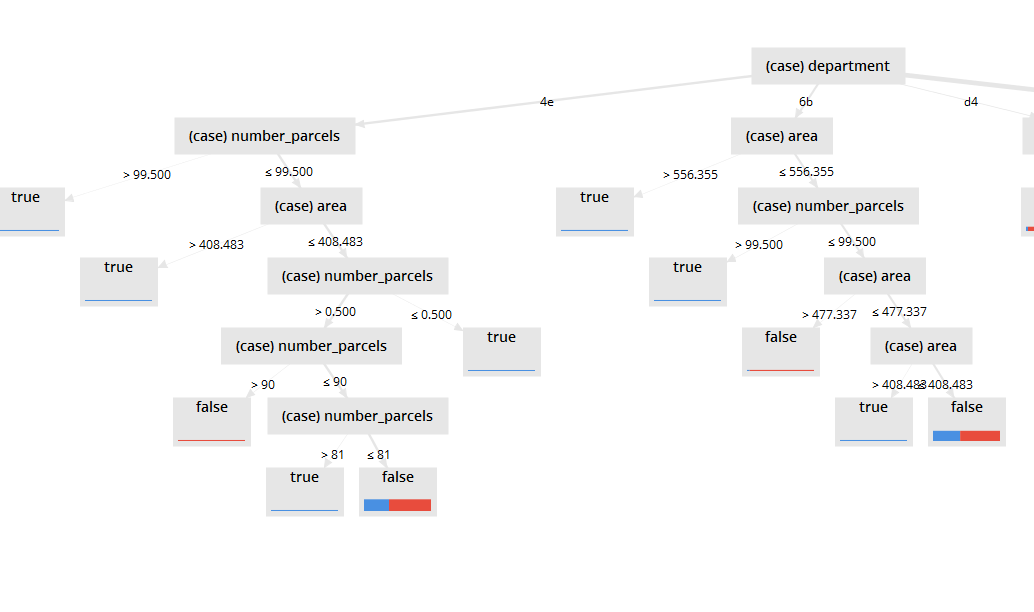 (case) department
4e
6b
d4
(case) number_parcels
(case) area
> 99.500
≤ 99.500
> 556.355
≤ 556.355
true
(case) area
true
(case) number_parcels
> 408.483
≤ 408.483
> 99.500
≤ 99.500
true
(case) number_parcels
true
(case) area
> 0.500
≤ 0.500
> 477.337
≤ 477.337
(case) number_parcels
true
false
(case) area
> 90
≤ 90
> 408.483
≤ 408.483
false
(case) number_parcels
true
false
> 81
≤ 81
true
false